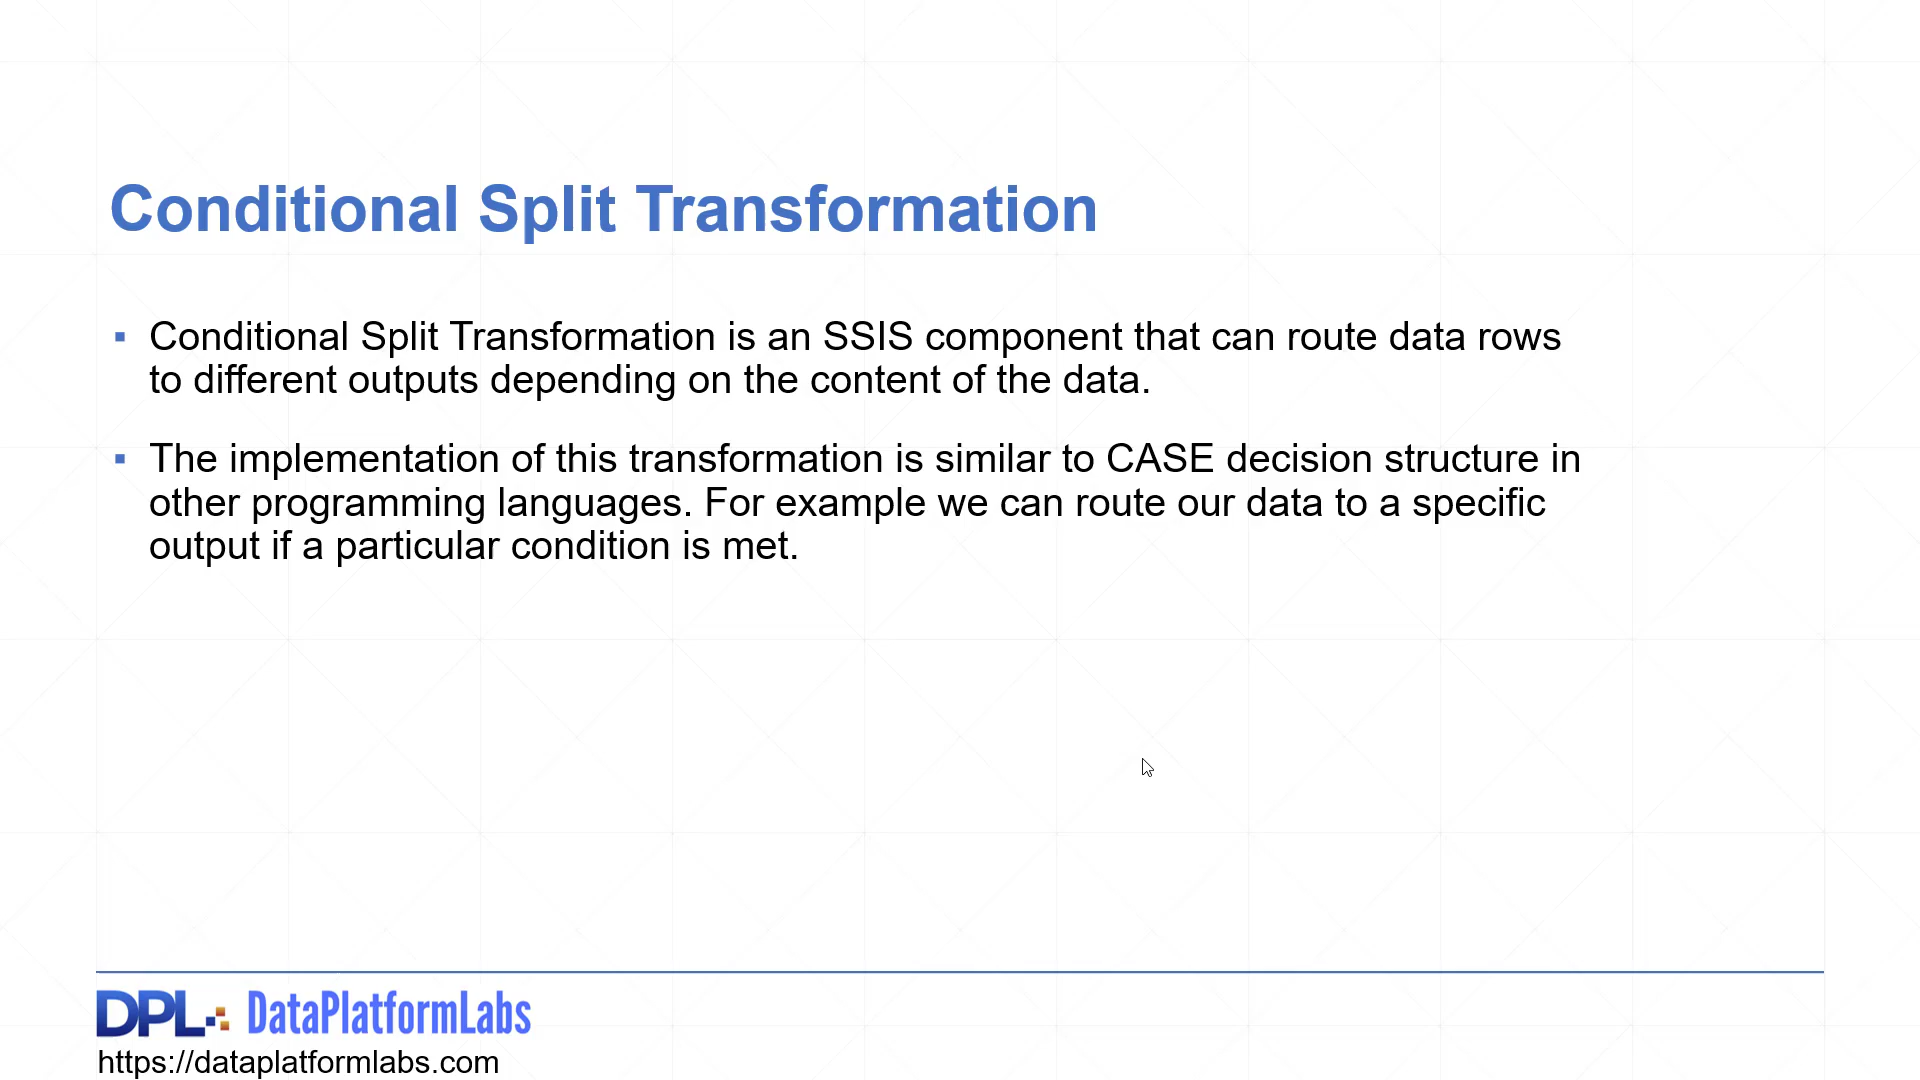 Conditional Split Transformation
▪ Conditional Split Transformation is an SSIS component that can route data rows
to different outputs depending on the content of the data.
▪ The implementation of this transformation is similar to CASE decision structure in
other programming languages. For example we can route our data to a specific
output if a particular condition is met.
DPL DataPlatformLabs
https://dataplatformlabs.com